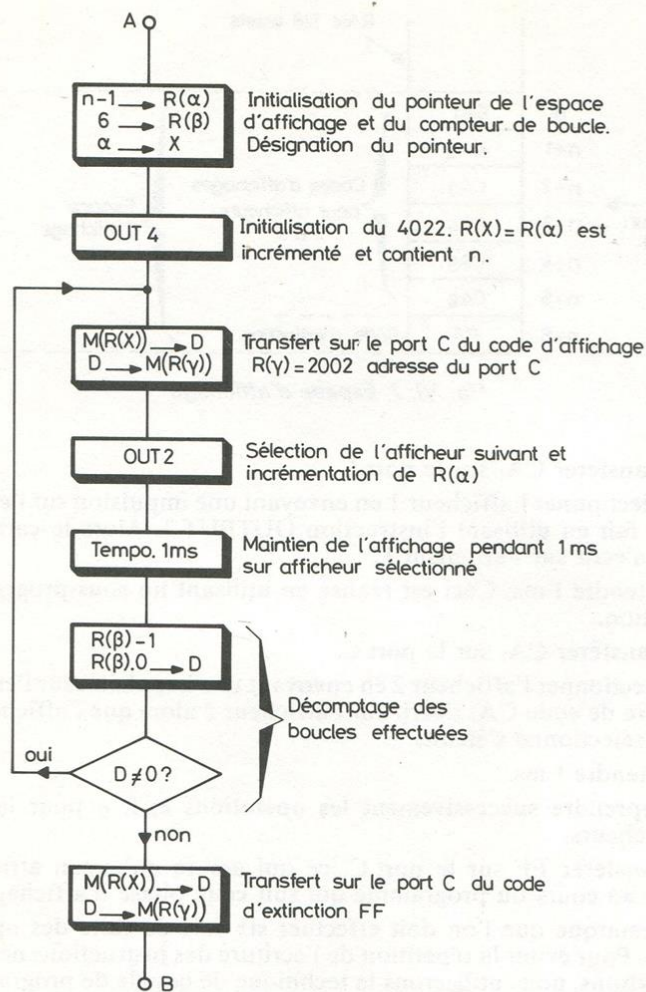 A
n-1 → R(α)
6 → R(β)
α → X
Initialisation du pointeur de l'espace
d'affichage et du compteur de boucle.
Désignation du pointeur.
OUT 4
Initialisation du 4022. R(X) = R(α) est
incrémenté et contient n.
M(R(X)) → D
D → M(R(γ))
Transfert sur le port C du code d'affichage
R(γ) = 2002 adresse du port C
OUT 2
Sélection de l'afficheur suivant et
incrémentation de R(α)
Tempo. 1ms
Maintien de l'affichage pendant 1ms
sur afficheur sélectionné
R(β)-1
R(β).0 → D
Décomptage des
boucles effectuées
oui
D ≠ 0 ?
non
M(R(X)) → D
D → M(R(γ))
Transfert sur le port C du code
d'extinction FF
B